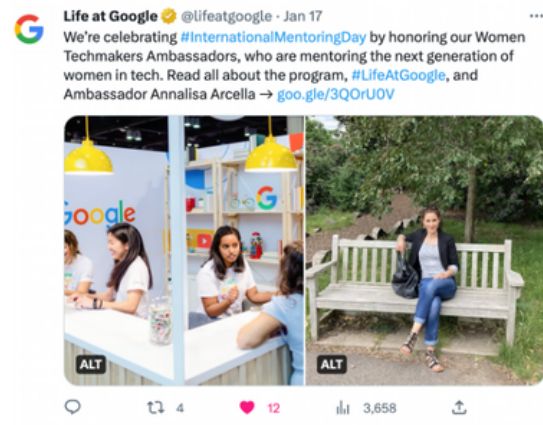 Life at Google @lifeatgoogle · Jan 17
We're celebrating #InternationalMentoringDay by honoring our Women
Techmakers Ambassadors, who are mentoring the next generation of
women in tech. Read all about the program, #LifeAtGoogle, and
Ambassador Annalisa Arcella → goo.gle/3QOrU0V
Google
G
ALT
ALT
4
12
3,658